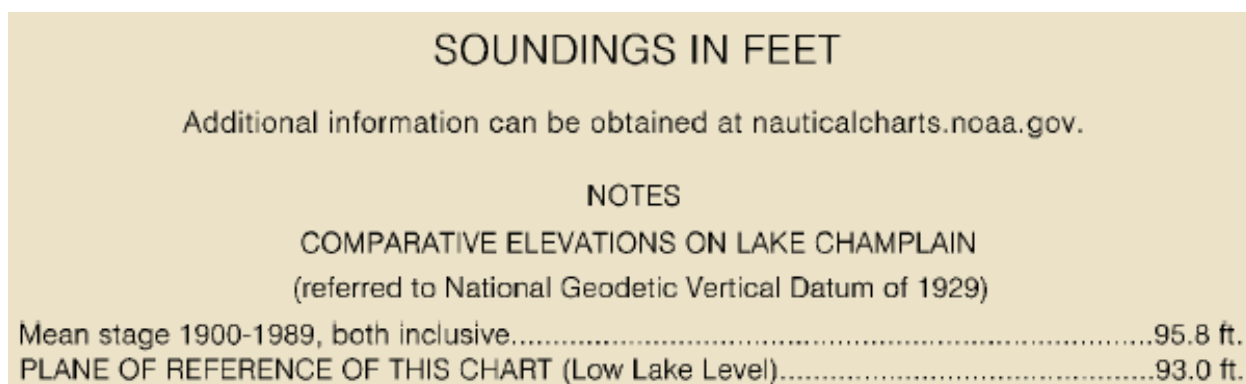 SOUNDINGS IN FEET
Additional information can be obtained at nauticalcharts.noaa.gov.
NOTES
COMPARATIVE ELEVATIONS ON LAKE CHAMPLAIN
(referred to National Geodetic Vertical Datum of 1929)
Mean stage 1900-1989, both inclusive......................................................................................95.8 ft.
PLANE OF REFERENCE OF THIS CHART (Low Lake Level)..................................................93.0 ft.